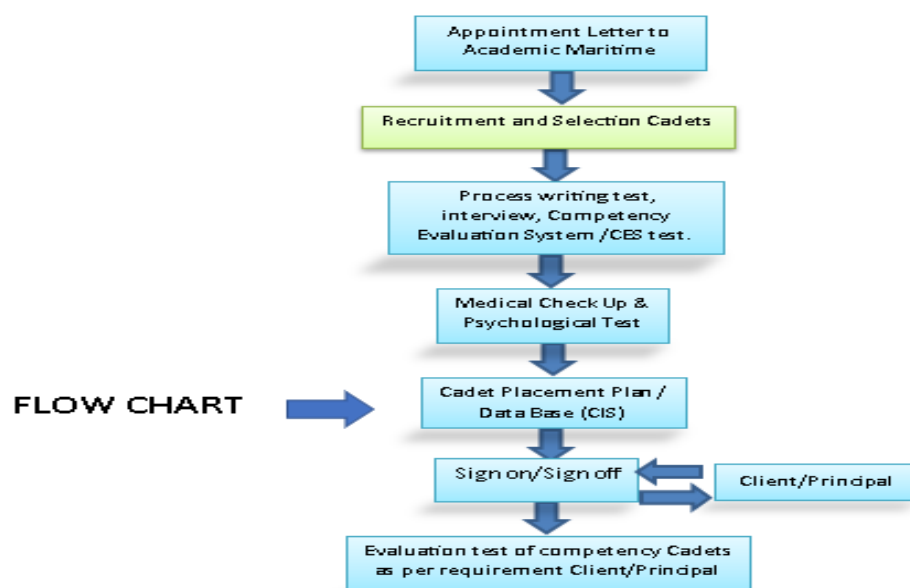 Appointment Letter to
Academic Maritime
Recruitment and Selection Cadets
Process writing test,
interview, Competency
Evaluation System /CES test.
Medical Check Up &
Psychological Test
FLOW CHART
Cadet Placement Plan /
Data Base (CIS)
Sign on/Sign off
Client/Principal
Evaluation test of competency Cadets
as per requirement Client/Principal